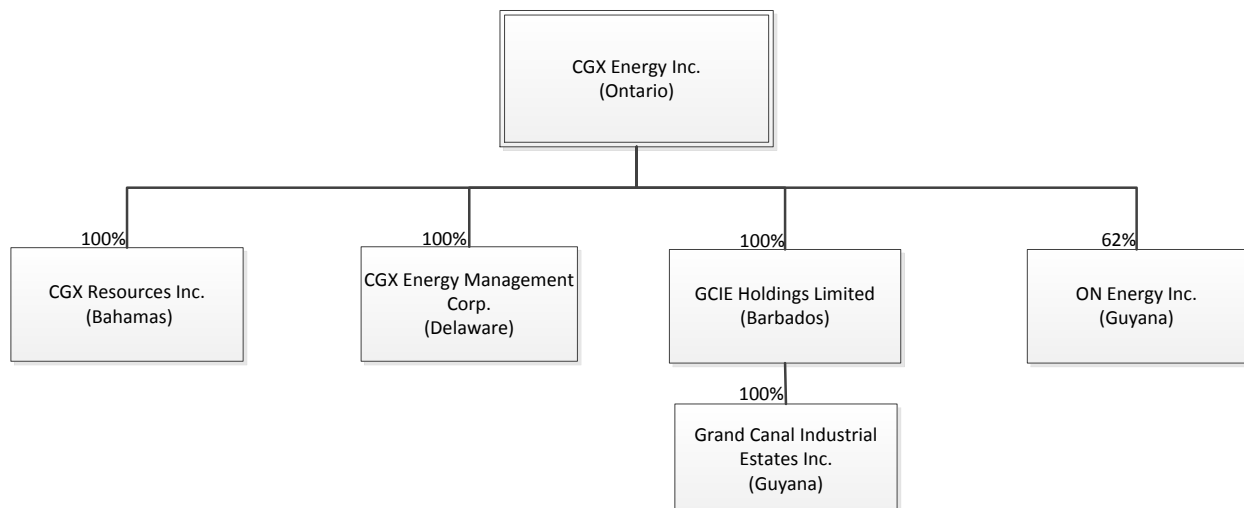 CGX Energy Inc.
(Ontario)
100%
100%
100%
62%
CGX Resources Inc.
(Bahamas)
CGX Energy Management
Corp.
(Delaware)
GCIE Holdings Limited
(Barbados)
ON Energy Inc.
(Guyana)
100%
Grand Canal Industrial
Estates Inc.
(Guyana)